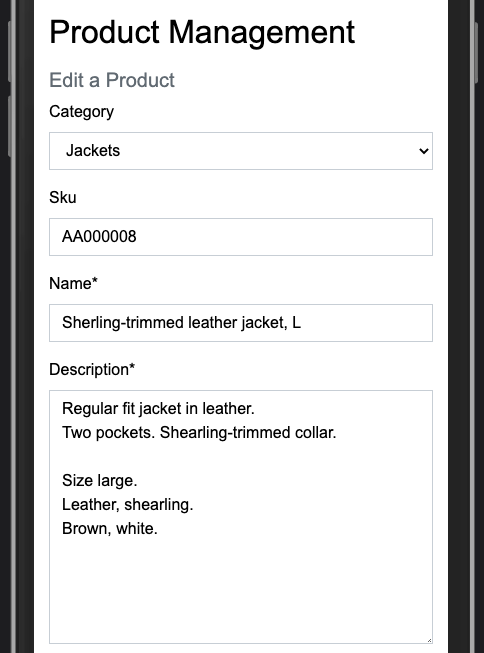 Product Management
Edit a Product
Category
Jackets
Sku
AA000008
Name*
Sherling-trimmed leather jacket, L
Description*
Regular fit jacket in leather.
Two pockets. Shearling-trimmed collar.
Size large.
Leather, shearling.
Brown, white.